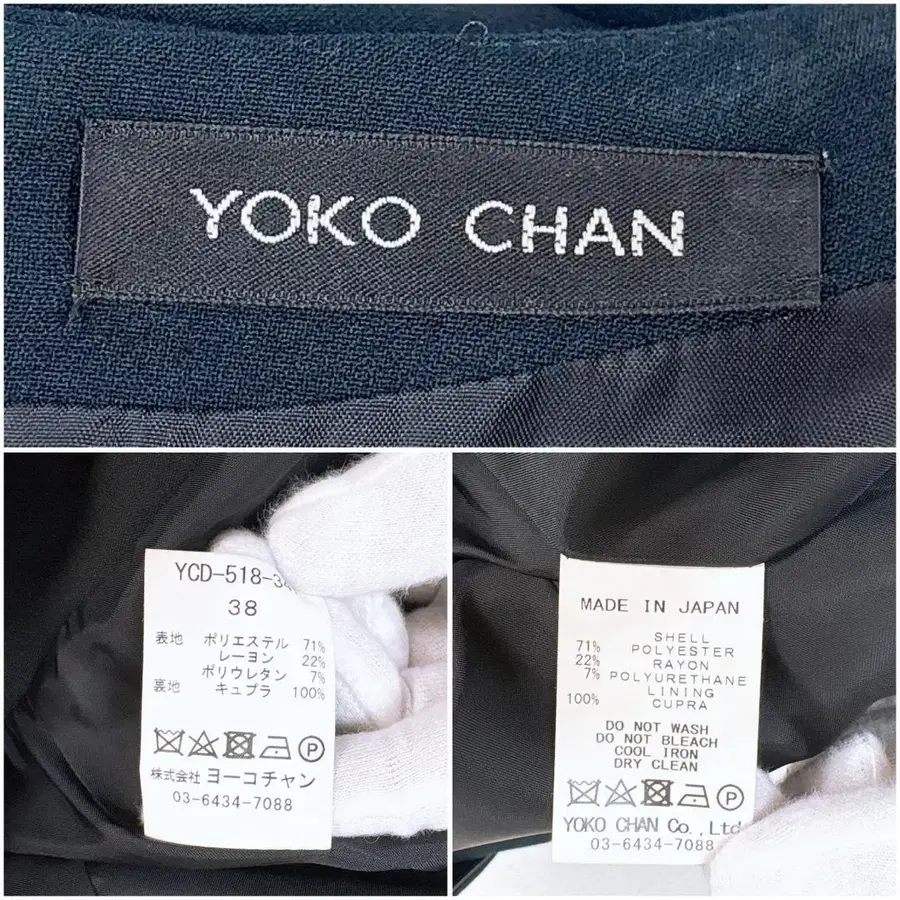 YOKO CHAN
YCD-518-
38
表地 ポリエステル 71%
レーヨン 22%
ポリウレタン 7%
裏地 キュプラ 100%
株式会社 ヨーコチャン
03-6434-7088
MADE IN JAPAN
SHELL
71% POLYESTER
22% RAYON
7% POLYURETHANE
LINING
100% CUPRA
DO NOT WASH
DO NOT BLEACH
COOL IRON
DRY CLEAN
YOKO CHAN Co.,Ltd
03-6434-7088